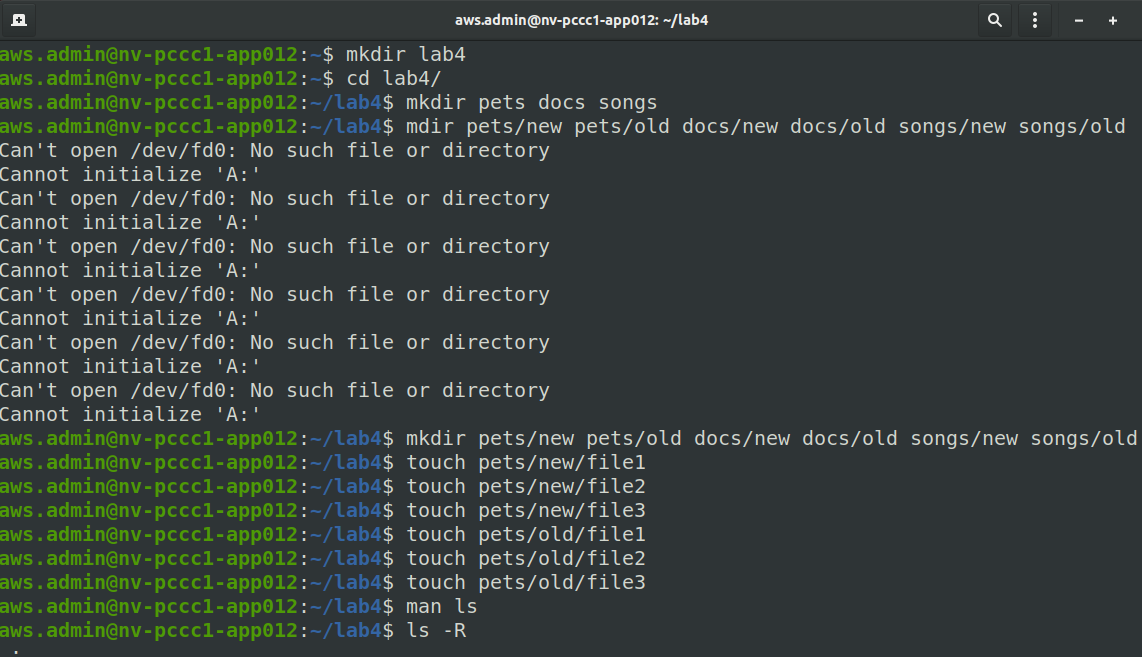 aws.admin@nv-pccc1-app012: ~/lab4
aws.admin@nv-pccc1-app012:~$ mkdir lab4
aws.admin@nv-pccc1-app012:~$ cd lab4/
aws.admin@nv-pccc1-app012:~/lab4$ mkdir pets docs songs
aws.admin@nv-pccc1-app012:~/lab4$ mdir pets/new pets/old docs/new docs/old songs/new songs/old
Can't open /dev/fd0: No such file or directory
Cannot initialize 'A:'
Can't open /dev/fd0: No such file or directory
Cannot initialize 'A:'
Can't open /dev/fd0: No such file or directory
Cannot initialize 'A:'
Can't open /dev/fd0: No such file or directory
Cannot initialize 'A:'
Can't open /dev/fd0: No such file or directory
Cannot initialize 'A:'
Can't open /dev/fd0: No such file or directory
Cannot initialize 'A:'
aws.admin@nv-pccc1-app012:~/lab4$ mkdir pets/new pets/old docs/new docs/old songs/new songs/old
aws.admin@nv-pccc1-app012:~/lab4$ touch pets/new/file1
aws.admin@nv-pccc1-app012:~/lab4$ touch pets/new/file2
aws.admin@nv-pccc1-app012:~/lab4$ touch pets/new/file3
aws.admin@nv-pccc1-app012:~/lab4$ touch pets/old/file1
aws.admin@nv-pccc1-app012:~/lab4$ touch pets/old/file2
aws.admin@nv-pccc1-app012:~/lab4$ touch pets/old/file3
aws.admin@nv-pccc1-app012:~/lab4$ man ls
aws.admin@nv-pccc1-app012:~/lab4$ ls -R